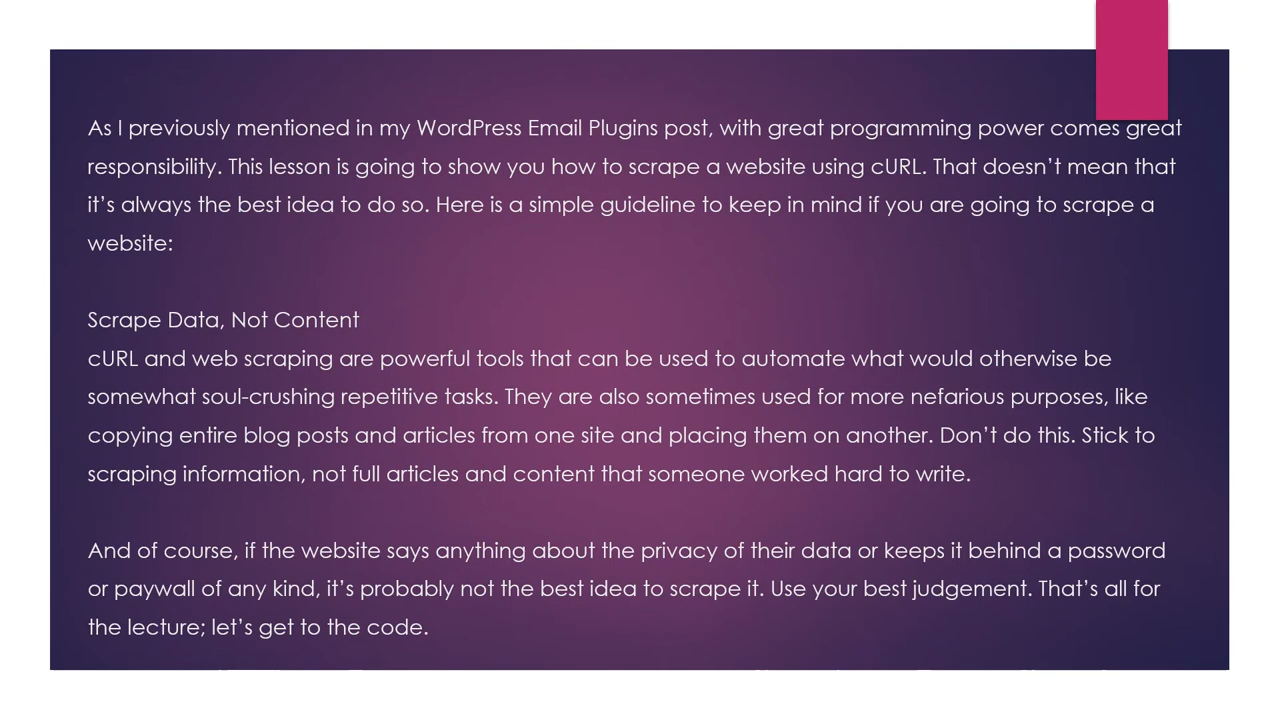 As I previously mentioned in my WordPress Email Plugins post, with great programming power comes great
responsibility. This lesson is going to show you how to scrape a website using cURL. That doesn’t mean that
it’s always the best idea to do so. Here is a simple guideline to keep in mind if you are going to scrape a
website:
Scrape Data, Not Content
cURL and web scraping are powerful tools that can be used to automate what would otherwise be
somewhat soul-crushing repetitive tasks. They are also sometimes used for more nefarious purposes, like
copying entire blog posts and articles from one site and placing them on another. Don’t do this. Stick to
scraping information, not full articles and content that someone worked hard to write.
And of course, if the website says anything about the privacy of their data or keeps it behind a password
or paywall of any kind, it’s probably not the best idea to scrape it. Use your best judgement. That’s all for
the lecture; let’s get to the code.